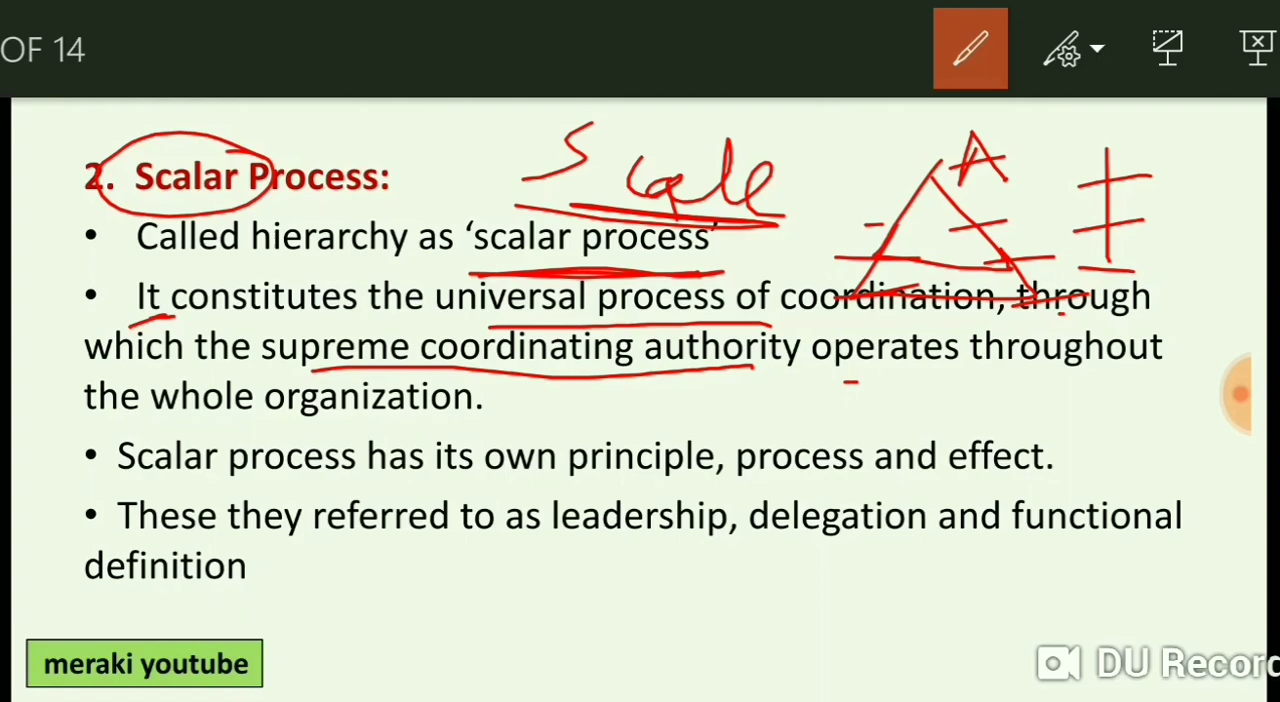 OF 14
2. Scalar Process:
Scale
A
• Called hierarchy as ‘scalar process’
• It constitutes the universal process of coordination, through
which the supreme coordinating authority operates throughout
the whole organization.
• Scalar process has its own principle, process and effect.
• These they referred to as leadership, delegation and functional
definition
meraki youtube
DU Record